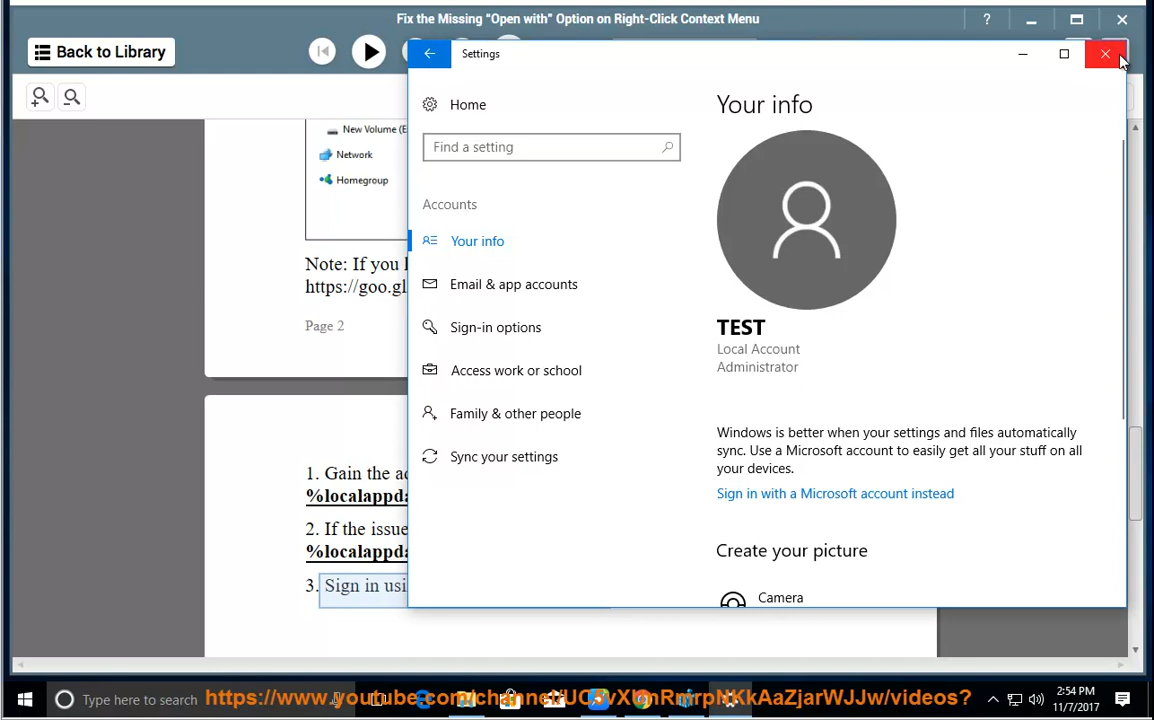 Fix the Missing “Open with” Option on Right-Click Context Menu
?
Back to Library
Settings
Home
Find a setting
Accounts
Your info
Email & app accounts
Sign-in options
Access work or school
Family & other people
Sync your settings
Your info
TEST
Local Account
Administrator
Windows is better when your settings and files automatically
sync. Use a Microsoft account to easily get all your stuff on all
your devices.
Sign in with a Microsoft account instead
Create your picture
Camera
New Volume (E
Network
Homegroup
Note: If you
https://goo.gl
Page 2
1. Gain the
%localappda
2. If the issue
%localappda
3. Sign in usi
Type here to search
2:54 PM
11/7/2017